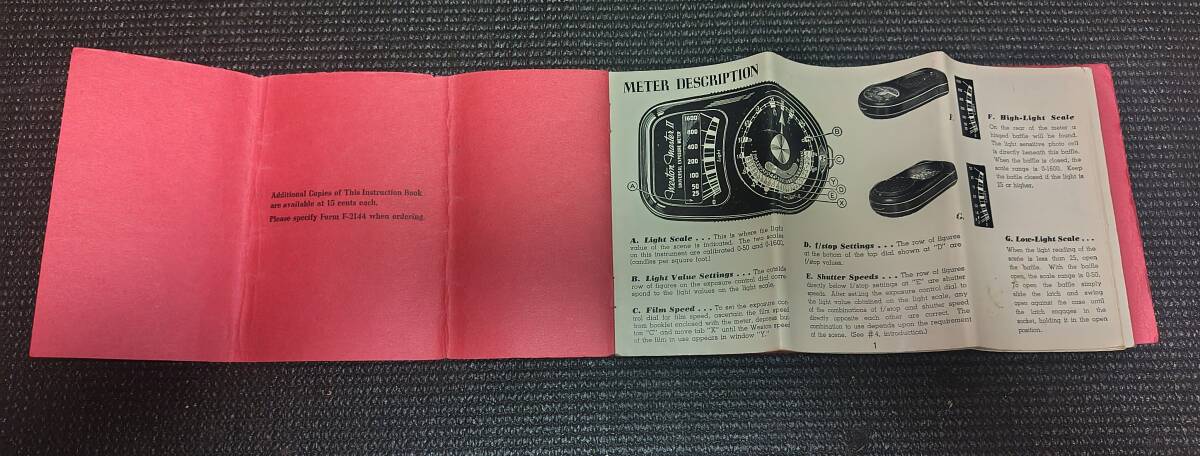 Additional Copies of This Instruction Book
are available at 15 cents each.
Please specify Form F-2144 when ordering.
METER DESCRIPTION
Weston Master II
UNIVERSAL EXPOSURE METER
1600
800
400
200
100
50
25
Light
A
B
C
Y
D
E
X
A. Light Scale . . . This is where the light
value of the scene is indicated. The two scales
on this instrument are calibrated 0-50 and 0-1600,
(candles per square foot.)
B. Light Value Settings . . . The outside
row of figures on the exposure control dial corre-
spond to the light values on the light scale.
C. Film Speed . . . To set the exposure con-
trol dial for film speed, ascertain the film speed
from booklet enclosed with the meter, depress but-
ton "C" and move tab "X" until the Weston speed
of the film in use appears in window "Y."
D. f/stop Settings . . . The row of figures
at the bottom of the top dial shown at "D" are
f/stop values.
E. Shutter Speeds . . . The row of figures
directly below f/stop settings at "E" are shutter
speeds. After setting the exposure control dial to
the light value obtained on the light scale, any
of the combinations of f/stop and shutter speed
directly opposite each other are correct. The
combination to use depends upon the requirement
of the scene. (See #4, introduction.)
1
F. High-Light Scale
On the rear of the meter a
hinged baffle will be found.
The light sensitive photo cell
is directly beneath this baffle.
When the baffle is closed, the
scale range is 0-1600. Keep
the baffle closed if the light is
25 or higher.
G.
G. Low-Light Scale . . .
When the light reading of the
scene is less than 25, open
the baffle. With the baffle
open, the scale range is 0-50.
To open the baffle simply
slide the latch and swing
open against the case until
the latch engages in the
socket, holding it in the open
position.